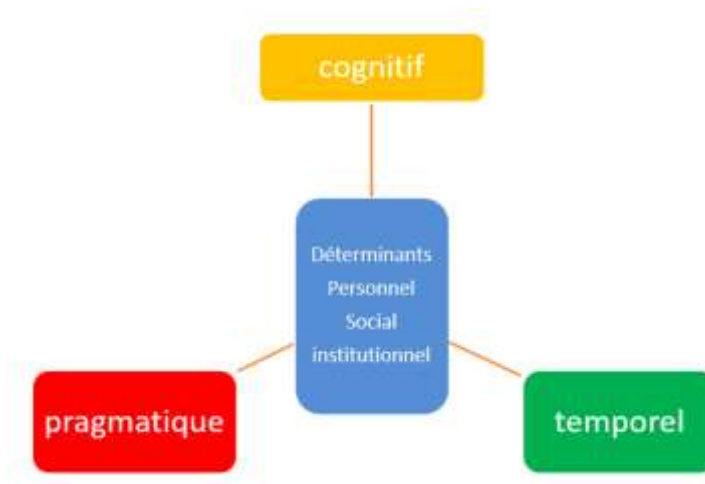 cognitif
Déterminants
Personnel
Social
institutionnel
pragmatique
temporel